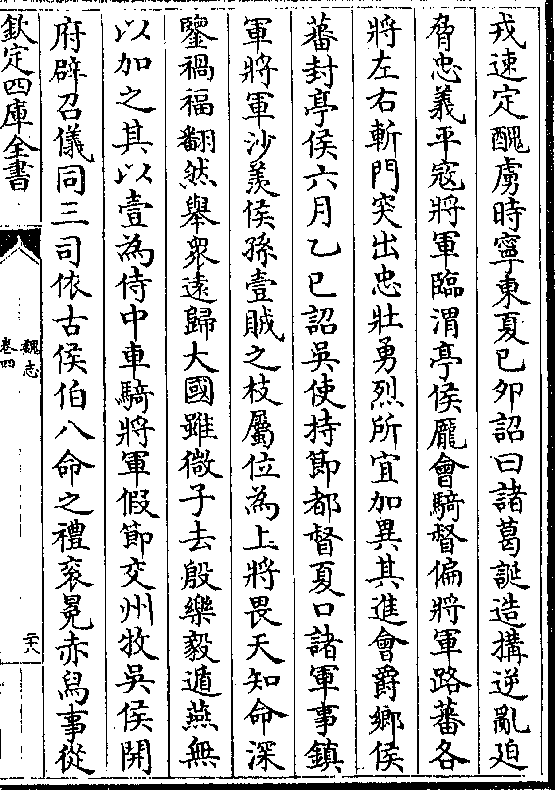 戎速定醜虜時寧東夏已夘詔曰諸葛誕造搆逆亂廹
脅忠義平寇將軍臨渭亭侯龎會騎督偏將軍路蕃各
將左右斬門突出忠壯勇烈所宜加異其進會爵鄉侯
蕃封亭侯六月乙巳詔吳使持節都督夏口諸軍事鎮
軍將軍沙羡侯孫壹賊之枝屬位為上將畏天知命深
鑒禍福翻然舉衆遠歸大國雖微子去殷樂毅遁燕無
以加之其以壹為侍中車騎將軍假節交州牧吳侯開
府辟召儀同三司依古侯伯八命之禮衮冕赤舄事從
欽定四庫全書
魏志
卷四
二十八